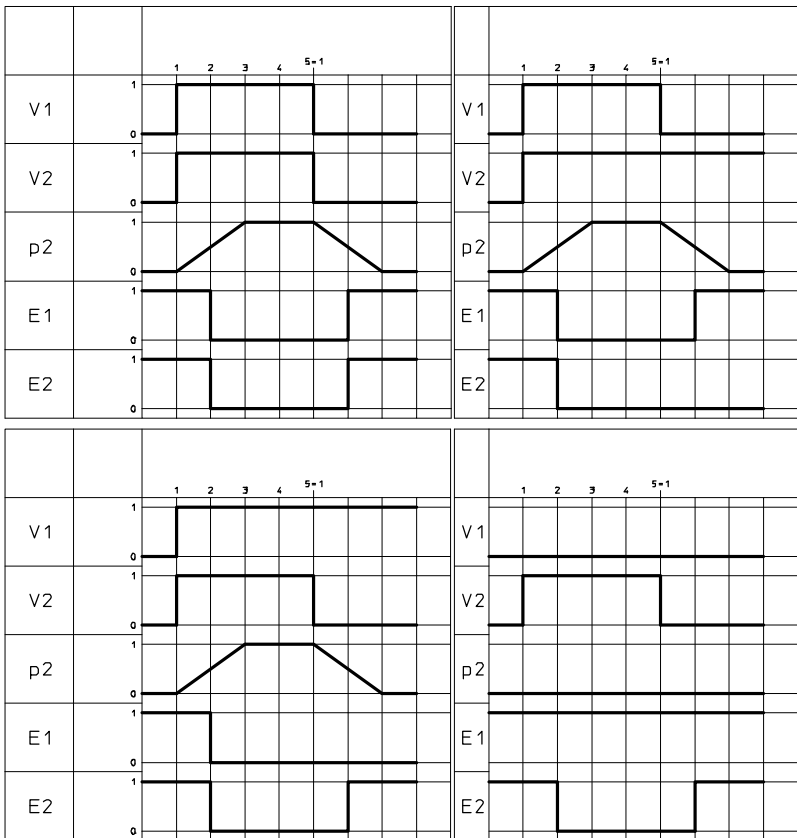 1 2 3 4 5=1
V1 1 0
V2 1 0
p2 1 0
E1 1 0
E2 1 0
1 2 3 4 5=1
V1
V2
p2
E1
E2
1 2 3 4 5=1
V1 1 0
V2 1 0
p2 1 0
E1 1 0
E2 1 0
1 2 3 4 5=1
V1
V2
p2
E1
E2